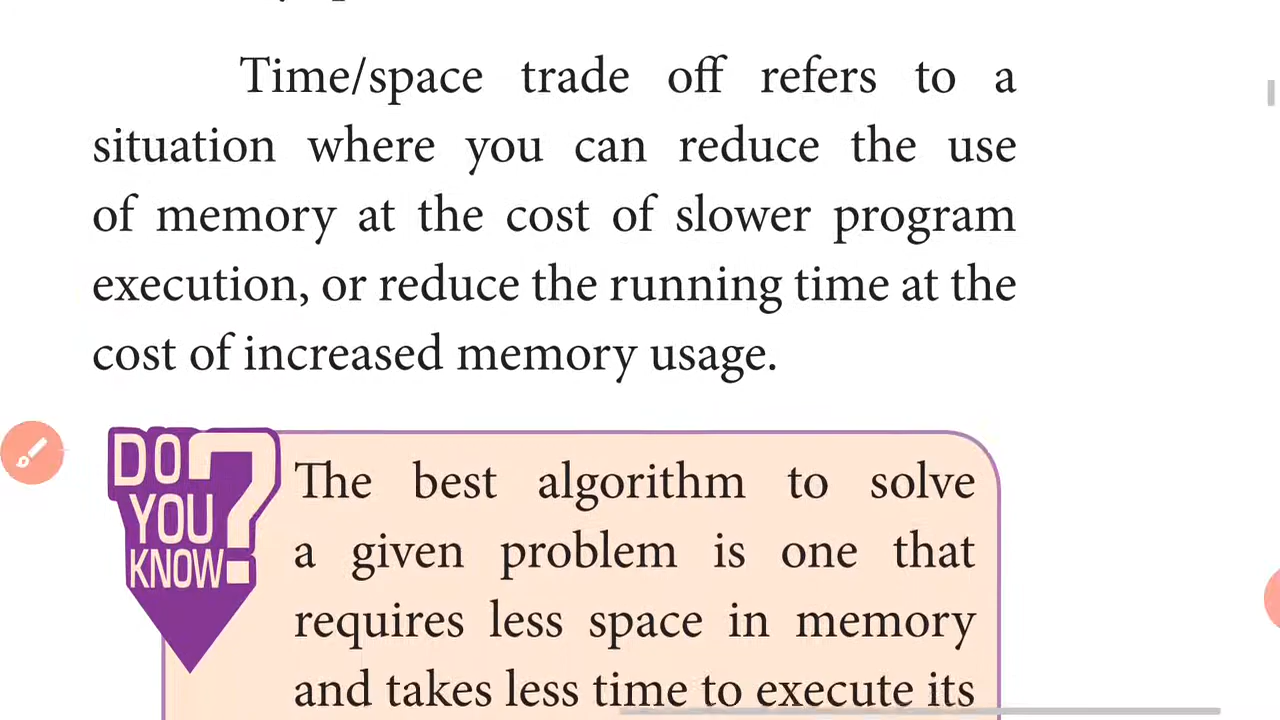 Time/space trade off refers to a
situation where you can reduce the use
of memory at the cost of slower program
execution, or reduce the running time at the
cost of increased memory usage.
DO
YOU
KNOW?
The best algorithm to solve
a given problem is one that
requires less space in memory
and takes less time to execute its